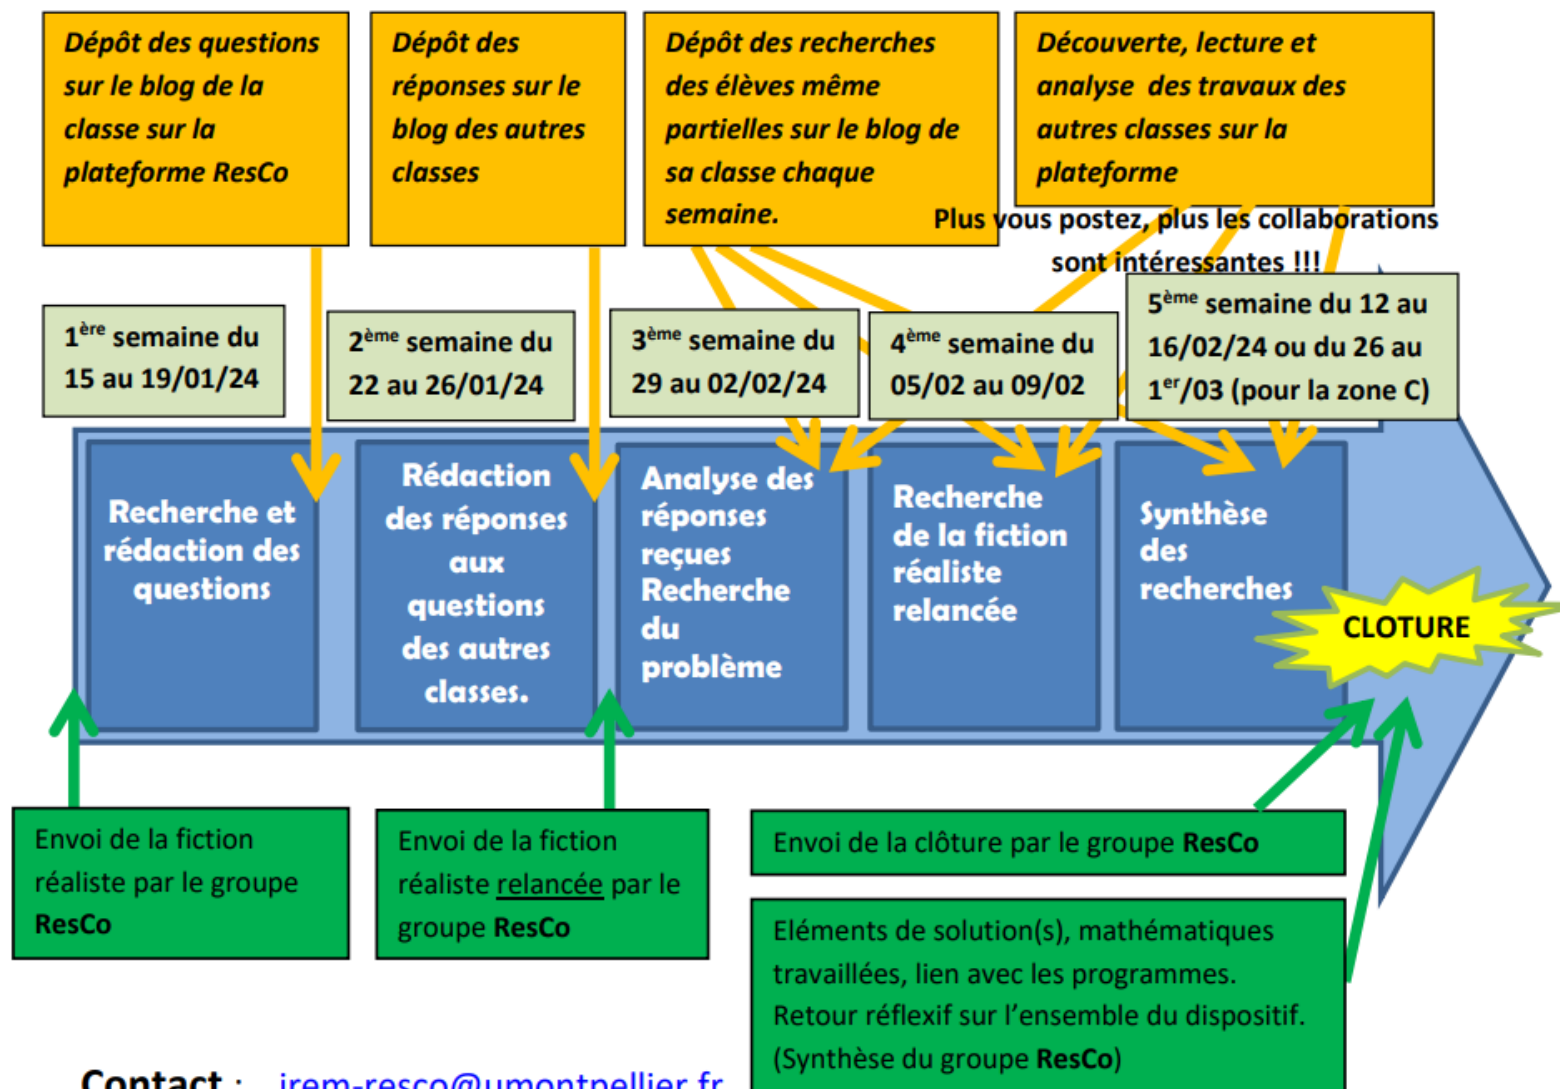 Dépôt des questions
sur le blog de la
classe sur la
plateforme ResCo
Dépôt des
réponses sur le
blog des autres
classes
Dépôt des recherches
des élèves même
partielles sur le blog de
sa classe chaque
semaine.
Découverte, lecture et
analyse des travaux des
autres classes sur la
plateforme
Plus vous postez, plus les collaborations
sont intéressantes !!!
1ère semaine du
15 au 19/01/24
2ème semaine du
22 au 26/01/24
3ème semaine du
29 au 02/02/24
4ème semaine du
05/02 au 09/02
5ème semaine du 12 au
16/02/24 ou du 26 au
1er/03 (pour la zone C)
Recherche et
rédaction des
questions
Rédaction
des réponses
aux
questions
des autres
classes.
Analyse des
réponses
reçues
Recherche
du
problème
Recherche
de la fiction
réaliste
relancée
Synthèse
des
recherches
CLOTURE
Envoi de la fiction
réaliste par le groupe
ResCo
Envoi de la fiction
réaliste relancée par le
groupe ResCo
Envoi de la clôture par le groupe ResCo
Eléments de solution(s), mathématiques
travaillées, lien avec les programmes.
Retour réflexif sur l'ensemble du dispositif.
(Synthèse du groupe ResCo)
Contact : irem-resco@umontpellier.fr